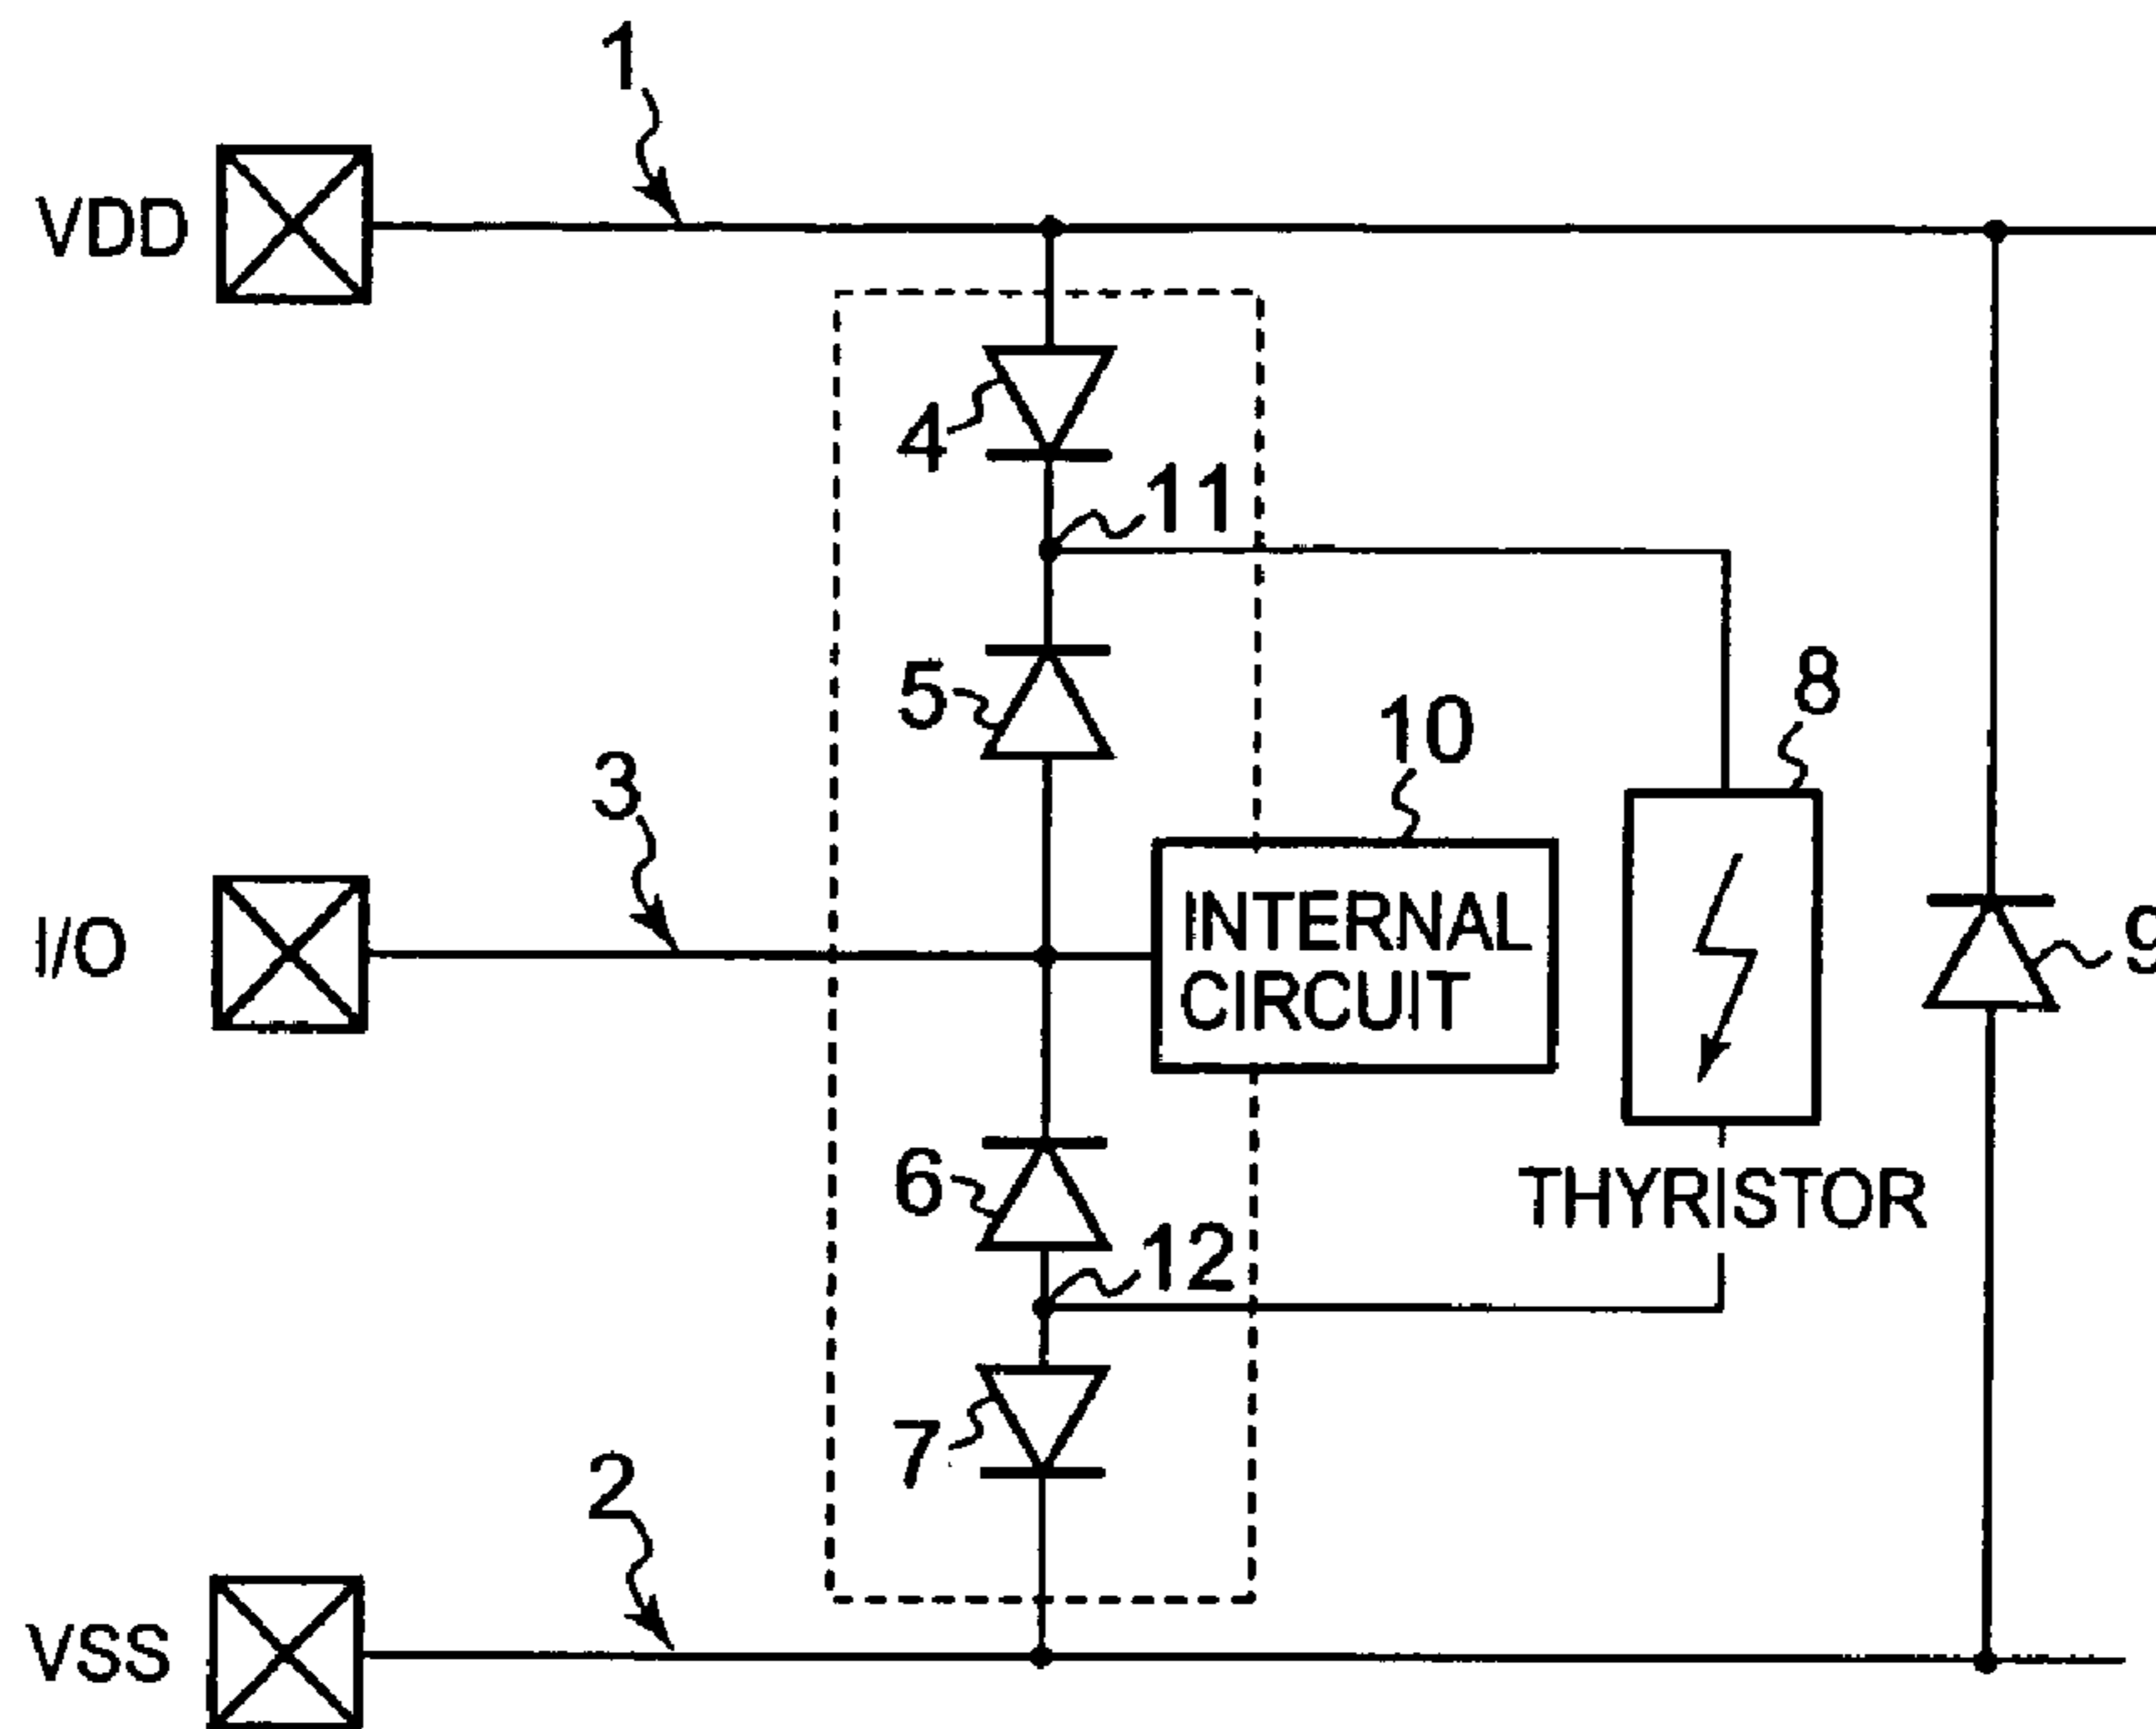 1
VDD
4
11
5
8
10
3
INTERNAL
CIRCUIT
I/O
9
6
THYRISTOR
12
7
2
VSS